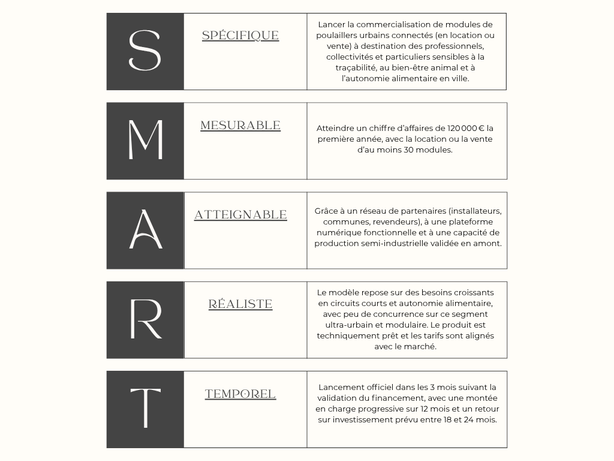 S
SPÉCIFIQUE
Lancer la commercialisation de modules de
poulaillers urbains connectés (en location ou
vente) à destination des professionnels,
collectivités et particuliers sensibles à la
traçabilité, au bien-être animal et à
l'autonomie alimentaire en ville.
M
MESURABLE
Atteindre un chiffre d'affaires de 120 000 € la
première année, avec la location ou la vente
d'au moins 30 modules.
A
ATTEIGNABLE
Grâce à un réseau de partenaires (installateurs,
communes, revendeurs), à une plateforme
numérique fonctionnelle et à une capacité de
production semi-industrielle validée en amont.
R
RÉALISTE
Le modèle repose sur des besoins croissants
en circuits courts et autonomie alimentaire,
avec peu de concurrence sur ce segment
ultra-urbain et modulaire. Le produit est
techniquement prêt et les tarifs sont alignés
avec le marché.
T
TEMPOREL
Lancement officiel dans les 3 mois suivant la
validation du financement, avec une montée
en charge progressive sur 12 mois et un retour
sur investissement prévu entre 18 et 24 mois.